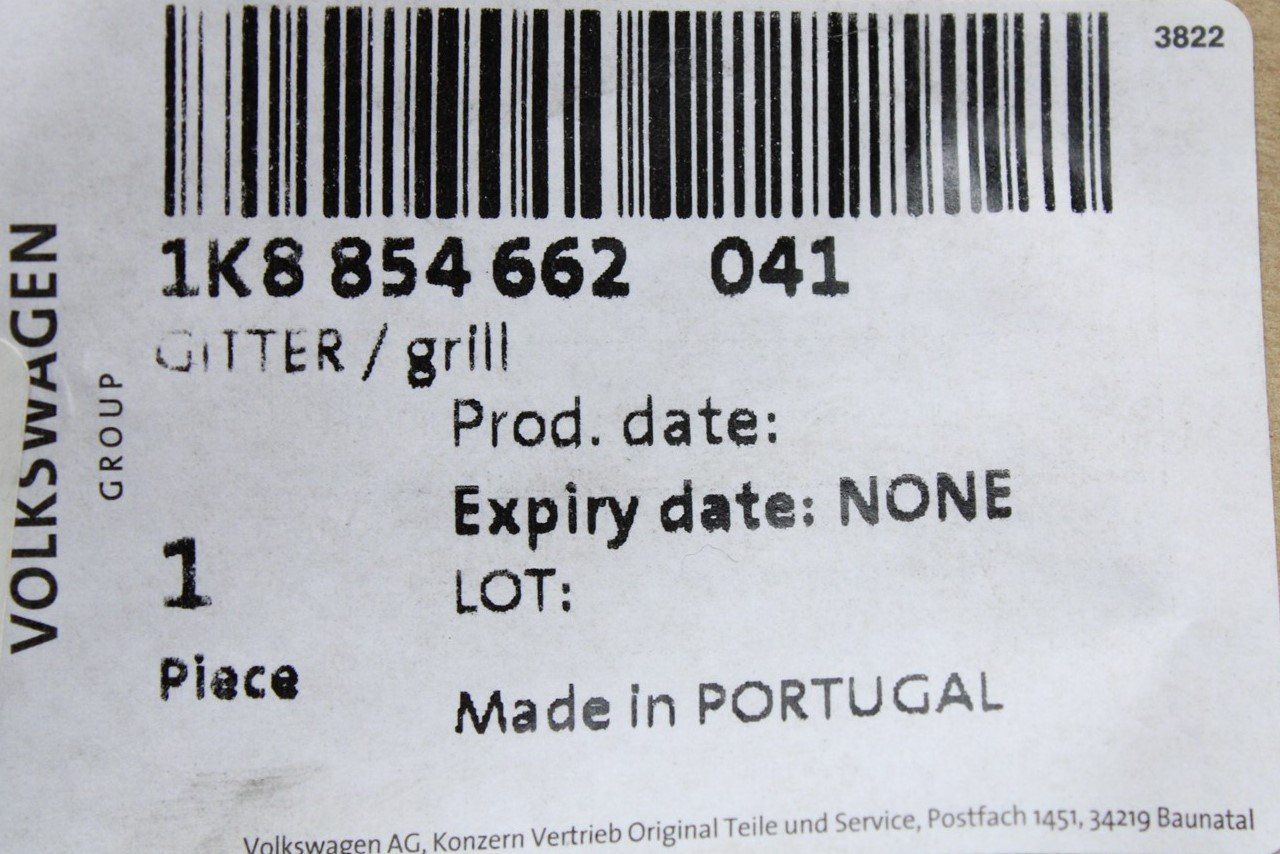 3822
1K8 854 662 041
GITTER / grill
Prod. date:
Expiry date: NONE
LOT:
1
Piece
Made in PORTUGAL
Volkswagen AG, Konzern Vertrieb Original Teile und Service, Postfach 1451, 34219 Baunatal
VOLKSWAGEN
GROUP